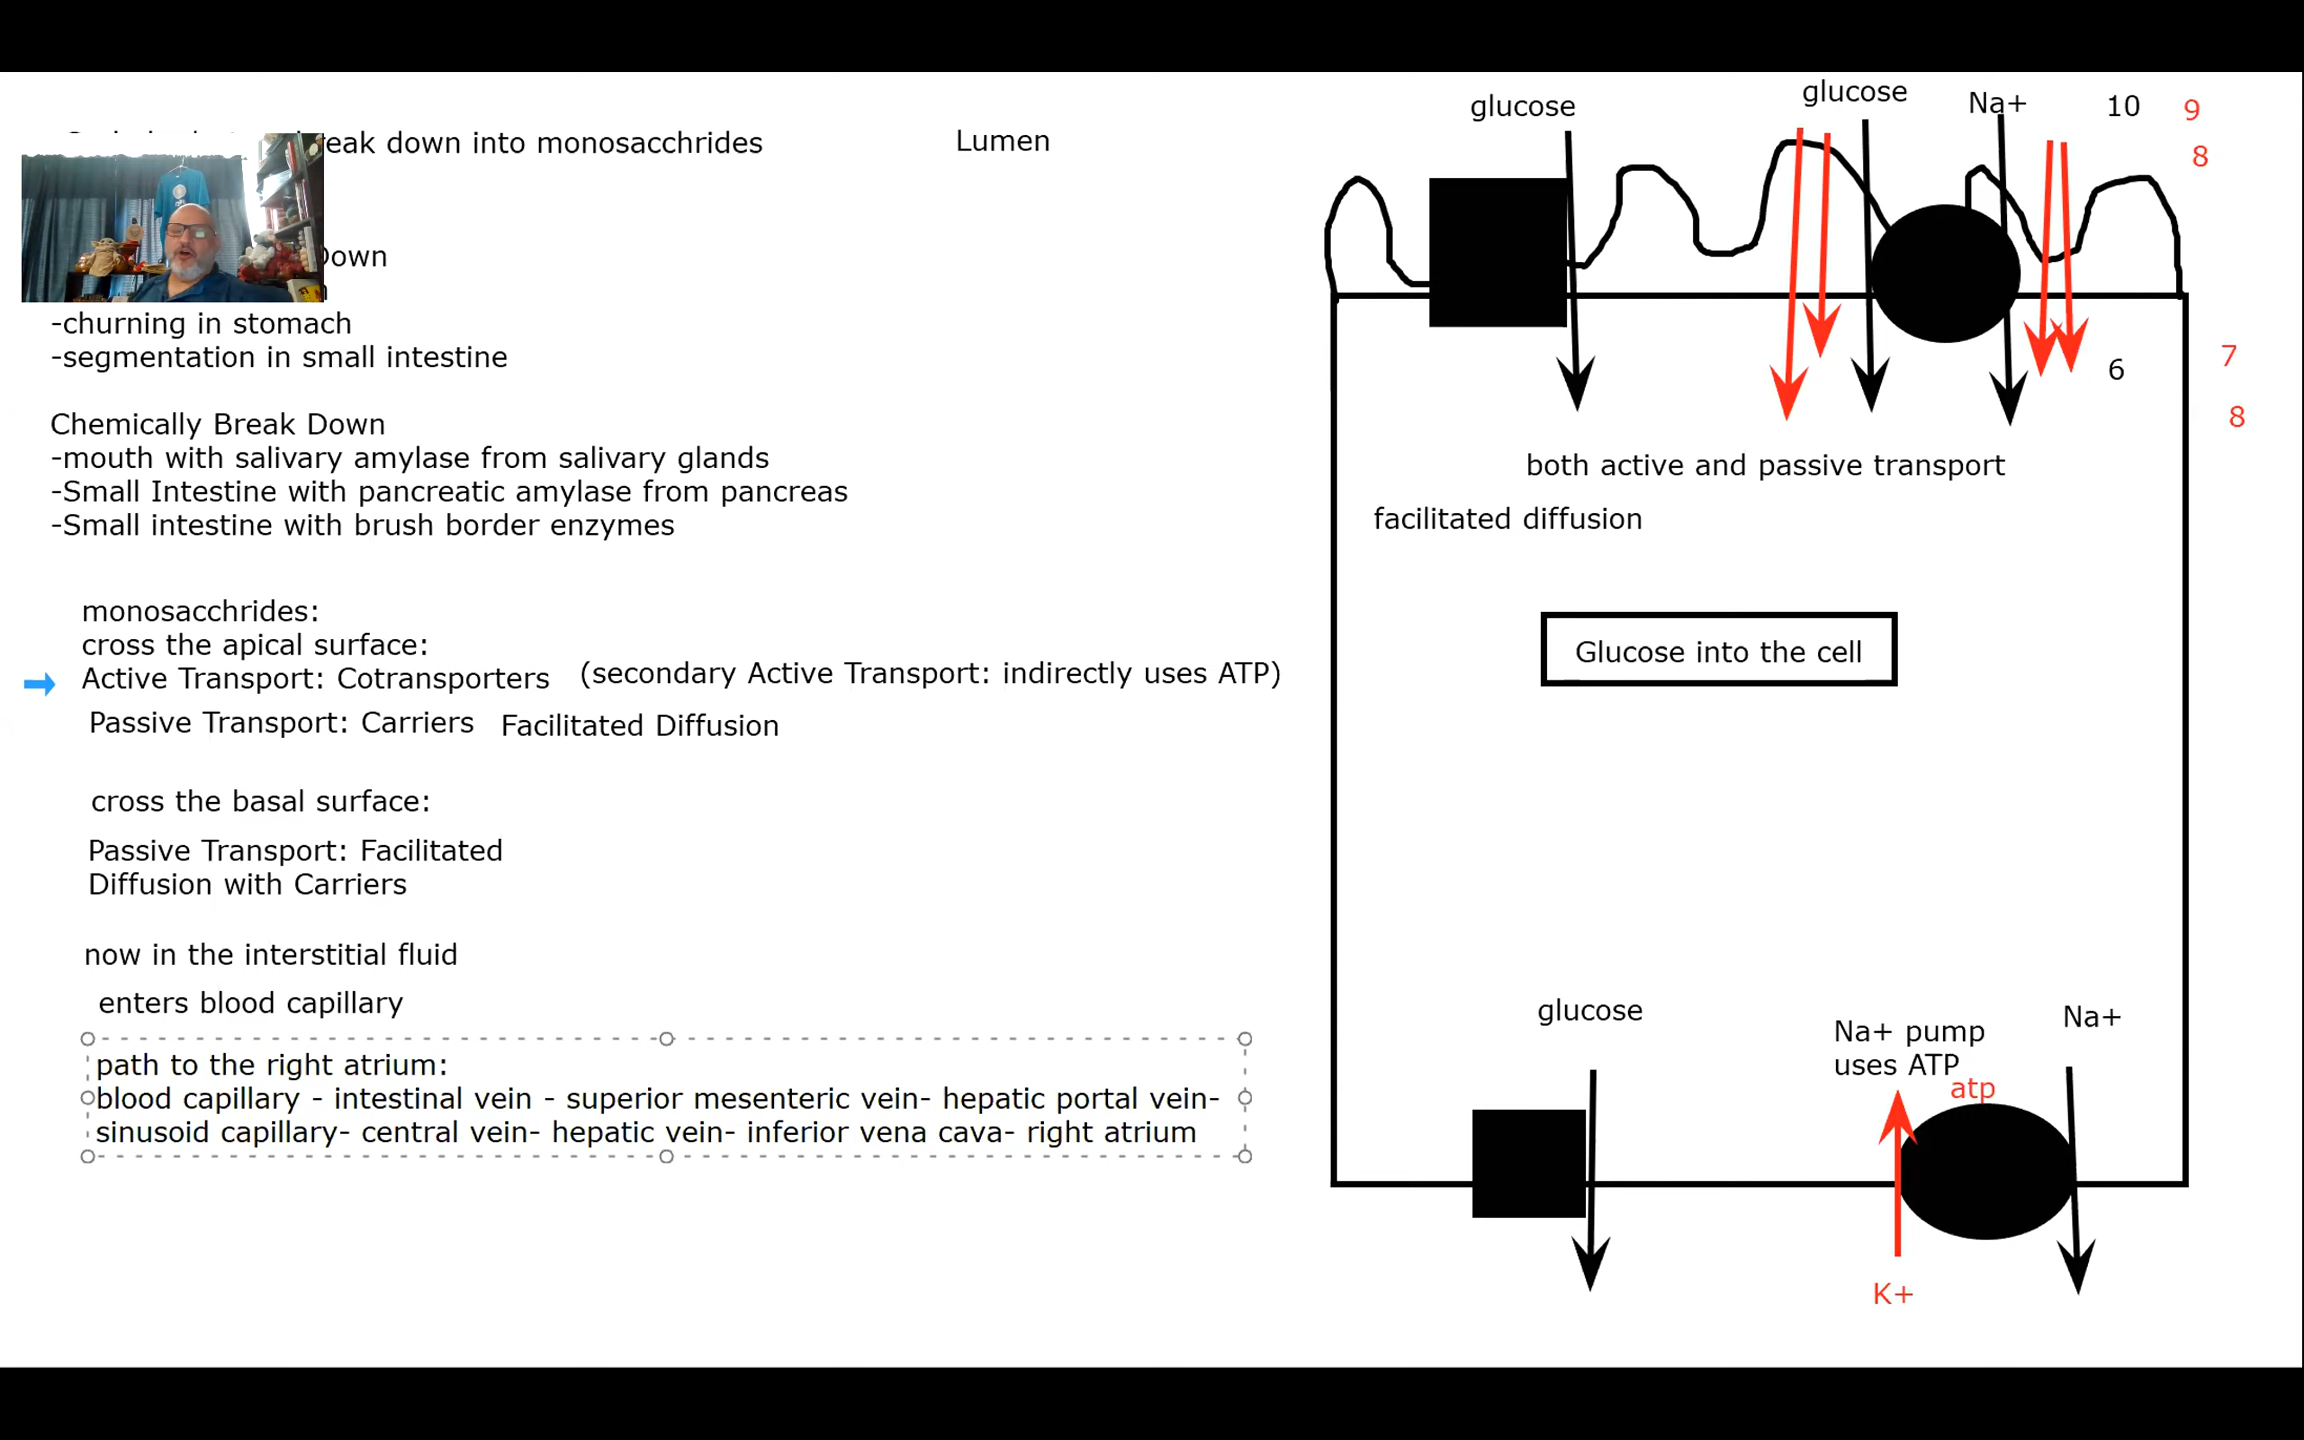 break down into monosacchrides
Down
-churning in stomach
-segmentation in small intestine
Chemically Break Down
-mouth with salivary amylase from salivary glands
-Small Intestine with pancreatic amylase from pancreas
-Small intestine with brush border enzymes
monosacchrides:
cross the apical surface:
Active Transport: Cotransporters (secondary Active Transport: indirectly uses ATP)
Passive Transport: Carriers Facilitated Diffusion
cross the basal surface:
Passive Transport: Facilitated
Diffusion with Carriers
now in the interstitial fluid
enters blood capillary
path to the right atrium:
blood capillary - intestinal vein - superior mesenteric vein- hepatic portal vein-
sinusoid capillary- central vein- hepatic vein- inferior vena cava- right atrium
Lumen
glucose
glucose
Na+
10
9
8
6
7
8
both active and passive transport
facilitated diffusion
Glucose into the cell
glucose
Na+ pump
uses ATP
atp
Na+
K+